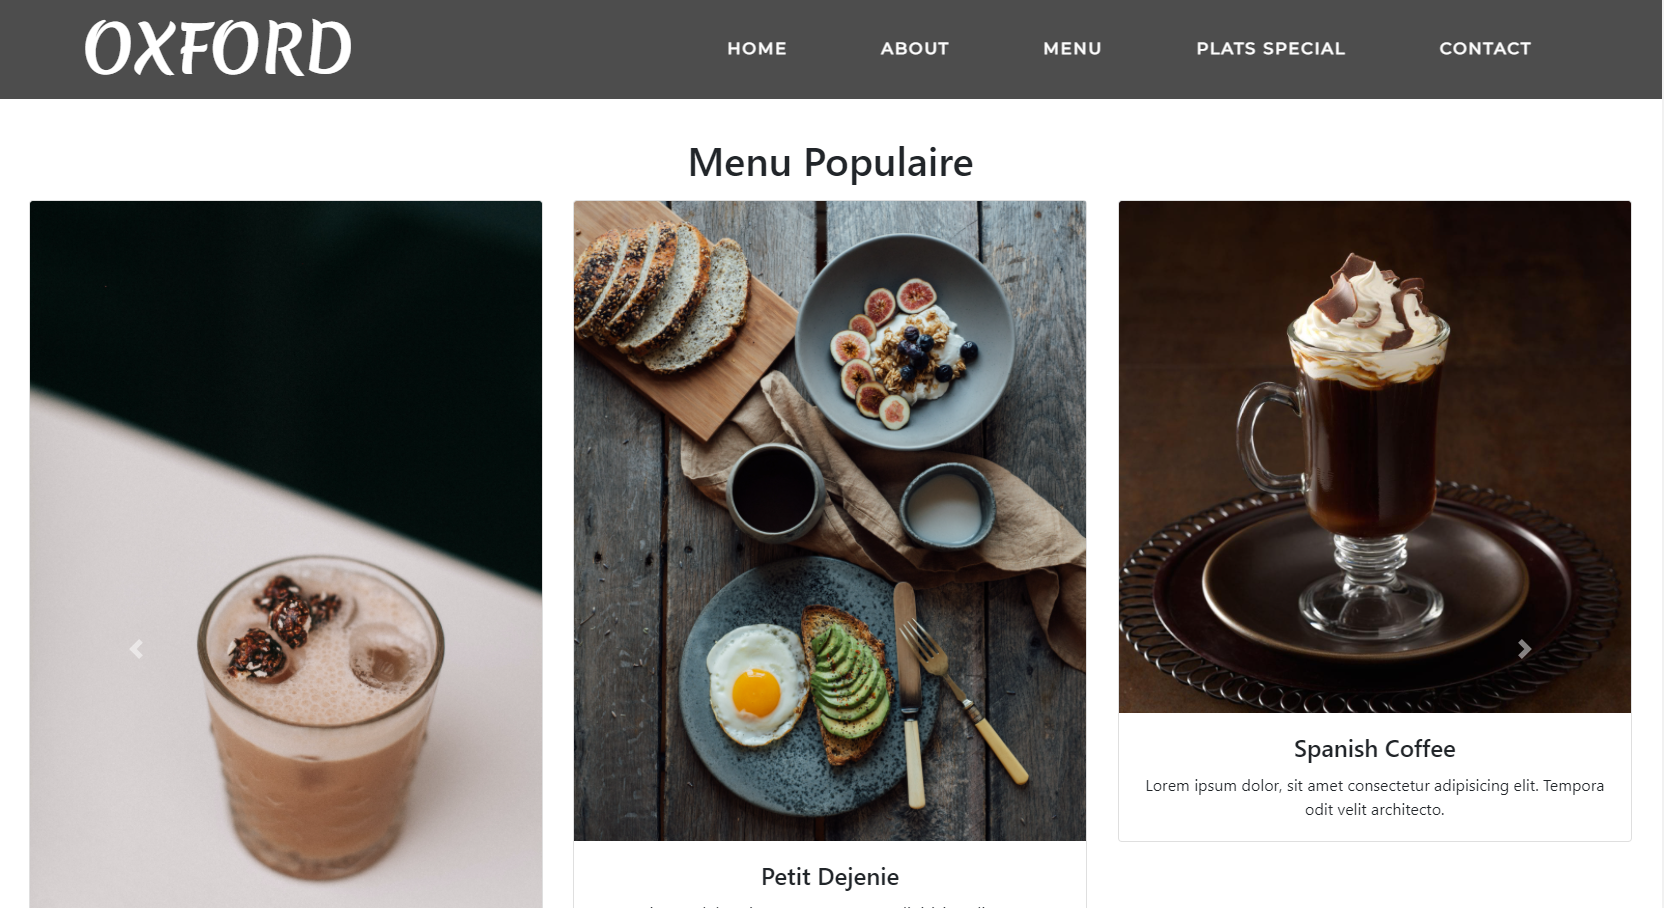 OXFORD
HOME ABOUT MENU PLATS SPECIAL CONTACT
Menu Populaire
Spanish Coffee
Lorem ipsum dolor, sit amet consectetur adipisicing elit. Tempora
odit velit architecto.
Petit Dejenie